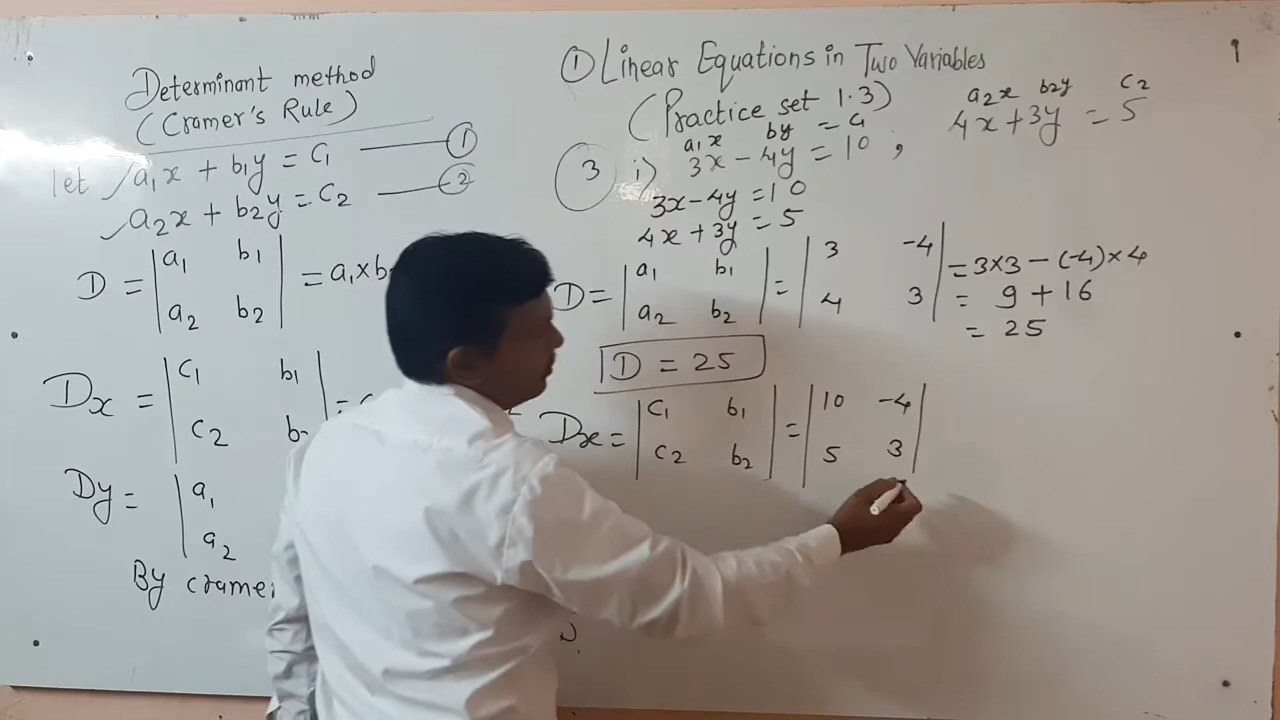 Determinant method
(Cramer's Rule)
let a₁x + b₁y = c₁ ① 
a₂x + b₂y = c₂ ②
D = | a₁ b₁ | = a₁×b
| a₂ b₂ |
Dx = | c₁ b₁ | =
| c₂ b
Dy = | a₁
| a₂
By cramer
① Linear Equations in Two Variables
(Practice set 1.3)
a₁x by = c₁ a₂x b₂y c₂
3 i) 3x - 4y = 10 , 4x + 3y = 5
3x - 4y = 10
4x + 3y = 5
D = | a₁ b₁ | = | 3 -4 | = 3×3 - (-4)×4
| a₂ b₂ | | 4 3 | = 9 + 16
= 25
D = 25
Dx = | c₁ b₁ | = | 10 -4 |
| c₂ b₂ | | 5 3 |